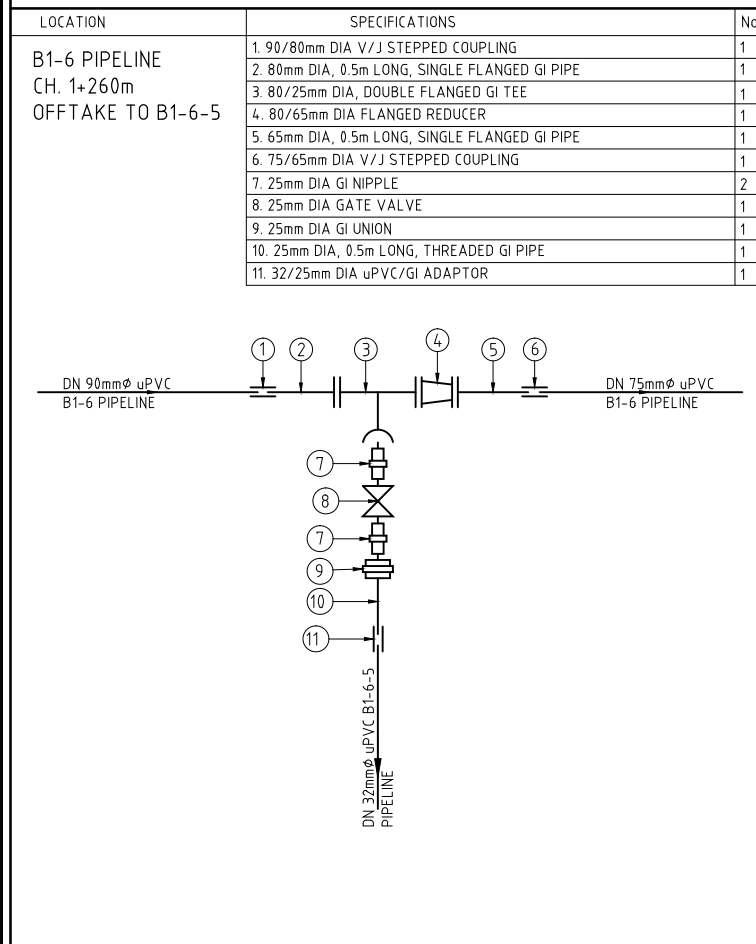 LOCATION
SPECIFICATIONS
No
B1-6 PIPELINE
CH. 1+260m
OFFTAKE TO B1-6-5
1. 90/80mm DIA V/J STEPPED COUPLING
1
2. 80mm DIA, 0.5m LONG, SINGLE FLANGED GI PIPE
1
3. 80/25mm DIA, DOUBLE FLANGED GI TEE
1
4. 80/65mm DIA FLANGED REDUCER
1
5. 65mm DIA, 0.5m LONG, SINGLE FLANGED GI PIPE
1
6. 75/65mm DIA V/J STEPPED COUPLING
1
7. 25mm DIA GI NIPPLE
2
8. 25mm DIA GATE VALVE
1
9. 25mm DIA GI UNION
1
10. 25mm DIA, 0.5m LONG, THREADED GI PIPE
1
11. 32/25mm DIA uPVC/GI ADAPTOR
1
1
2
3
4
5
6
DN 90mmø uPVC
B1-6 PIPELINE
DN 75mmø uPVC
B1-6 PIPELINE
7
8
7
9
10
11
DN 32mmø uPVC B1-6-5
PIPELINE